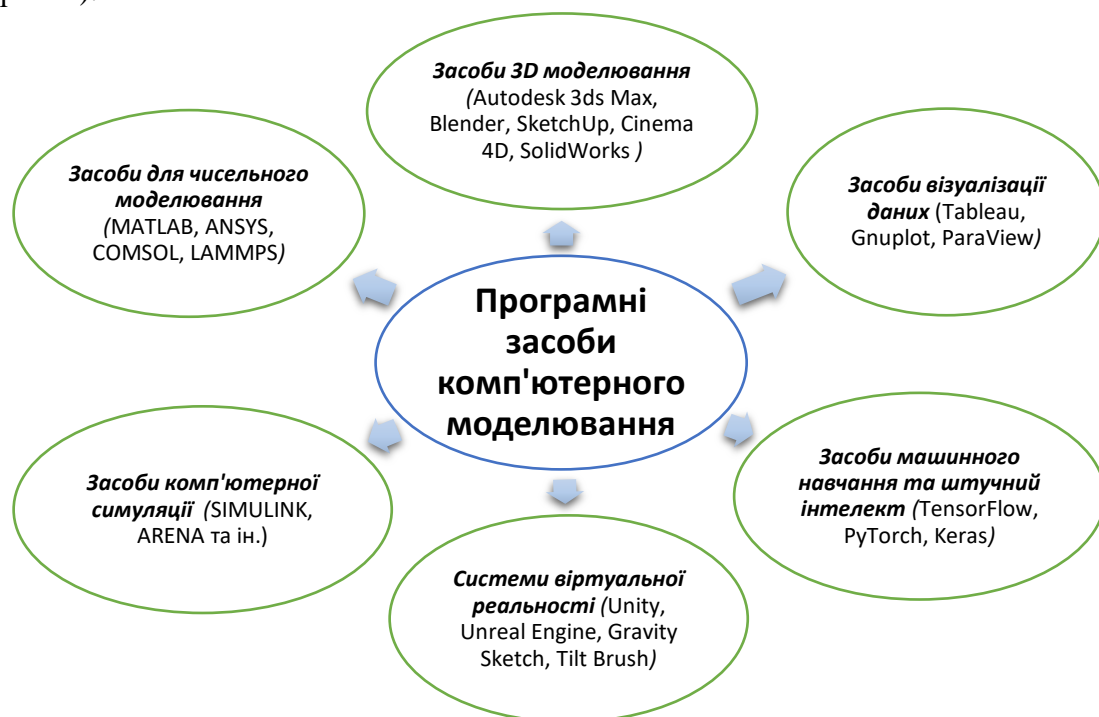 Засоби 3D моделювання
(Autodesk 3ds Max,
Blender, SketchUp, Cinema
4D, SolidWorks )
Засоби для чисельного
моделювання
(MATLAB, ANSYS,
COMSOL, LAMMPS)
Засоби візуалізації
даних (Tableau,
Gnuplot, ParaView)
Програмні
засоби
комп'ютерного
моделювання
Засоби комп'ютерної
симуляції (SIMULINK,
ARENA та ін.)
Засоби машинного
навчання та штучний
інтелект (TensorFlow,
PyTorch, Keras)
Системи віртуальної
реальності (Unity,
Unreal Engine, Gravity
Sketch, Tilt Brush)